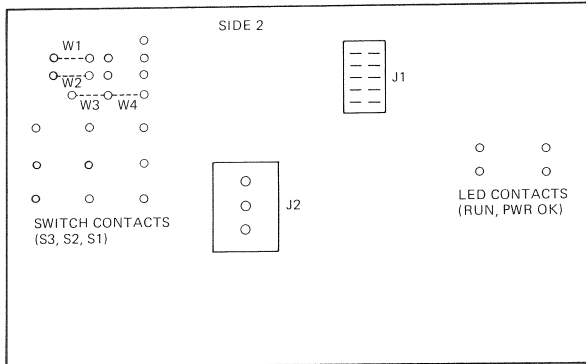 SIDE 2
W1
W2
W3
W4
J1
J2
SWITCH CONTACTS
(S3, S2, S1)
LED CONTACTS
(RUN, PWR OK)